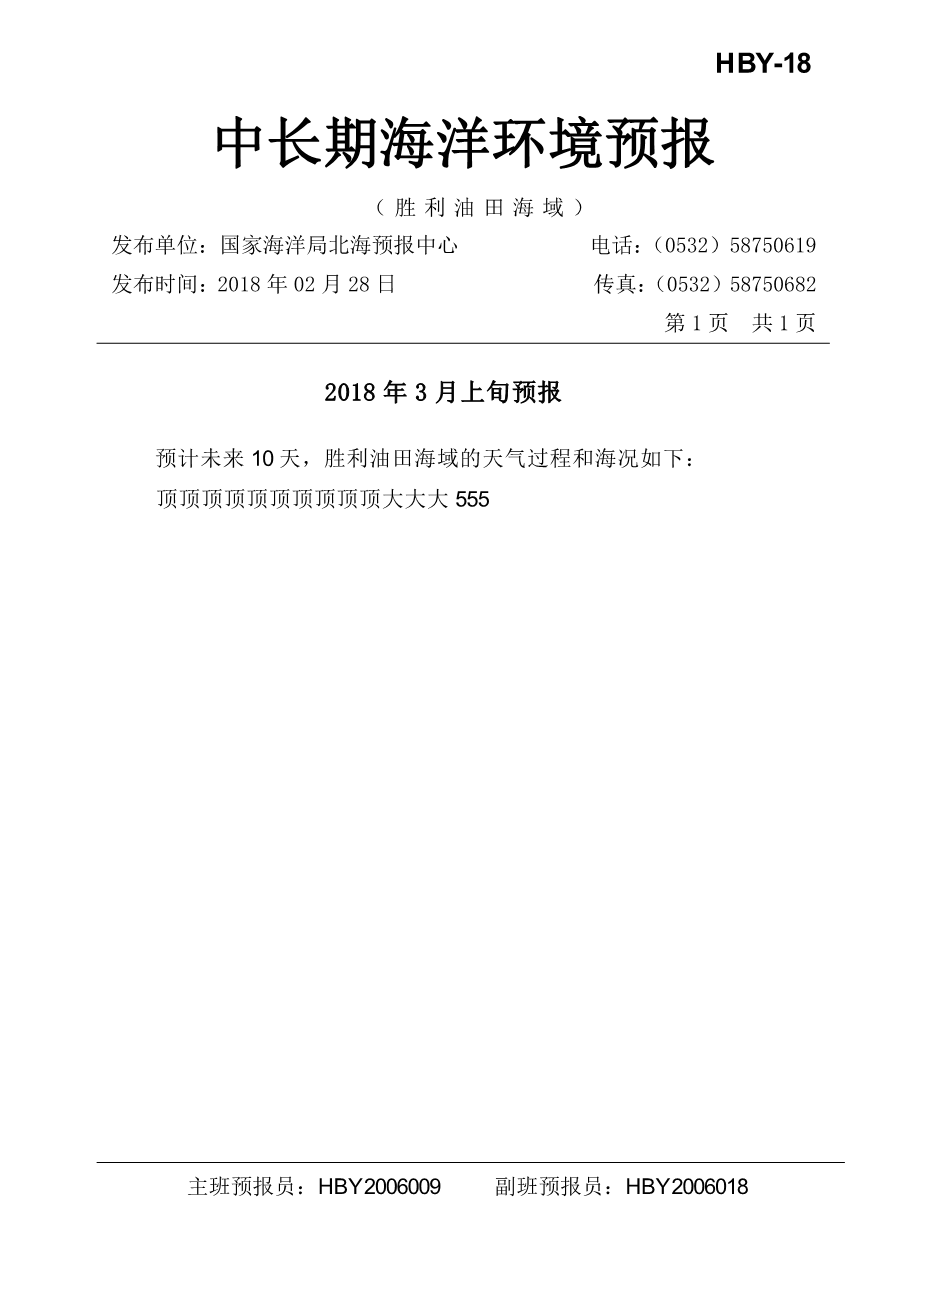 HBY-18
中长期海洋环境预报
（胜利油田海域）
发布单位：国家海洋局北海预报中心 电话：（0532）58750619
发布时间：2018 年 02 月 28 日 传真：（0532）58750682
第 1 页 共 1 页
2018 年 3 月上旬预报
预计未来 10 天，胜利油田海域的天气过程和海况如下：
顶顶顶顶顶顶顶顶顶顶大大大 555
主班预报员：HBY2006009 副班预报员：HBY2006018